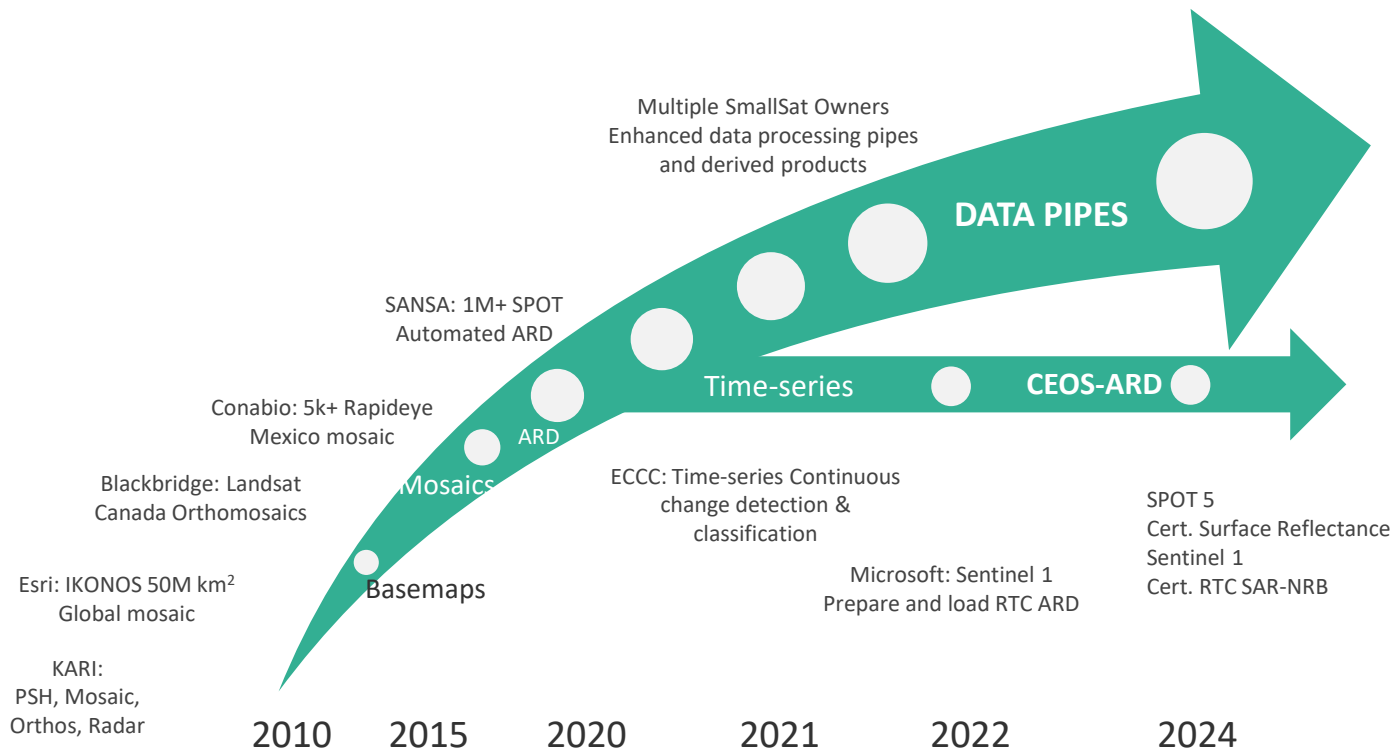 Multiple SmallSat Owners
Enhanced data processing pipes
and derived products
DATA PIPES
SANSA: 1M+ SPOT
Automated ARD
Time-series
CEOS-ARD
Conabio: 5k+ Rapideye
Mexico mosaic
ARD
Mosaics
Blackbridge: Landsat
Canada Orthomosaics
ECCC: Time-series Continuous
change detection &
classification
SPOT 5
Cert. Surface Reflectance
Sentinel 1
Cert. RTC SAR-NRB
Microsoft: Sentinel 1
Prepare and load RTC ARD
Esri: IKONOS 50M km²
Global mosaic
Basemaps
KARI:
PSH, Mosaic,
Orthos, Radar
2010 2015 2020 2021 2022 2024